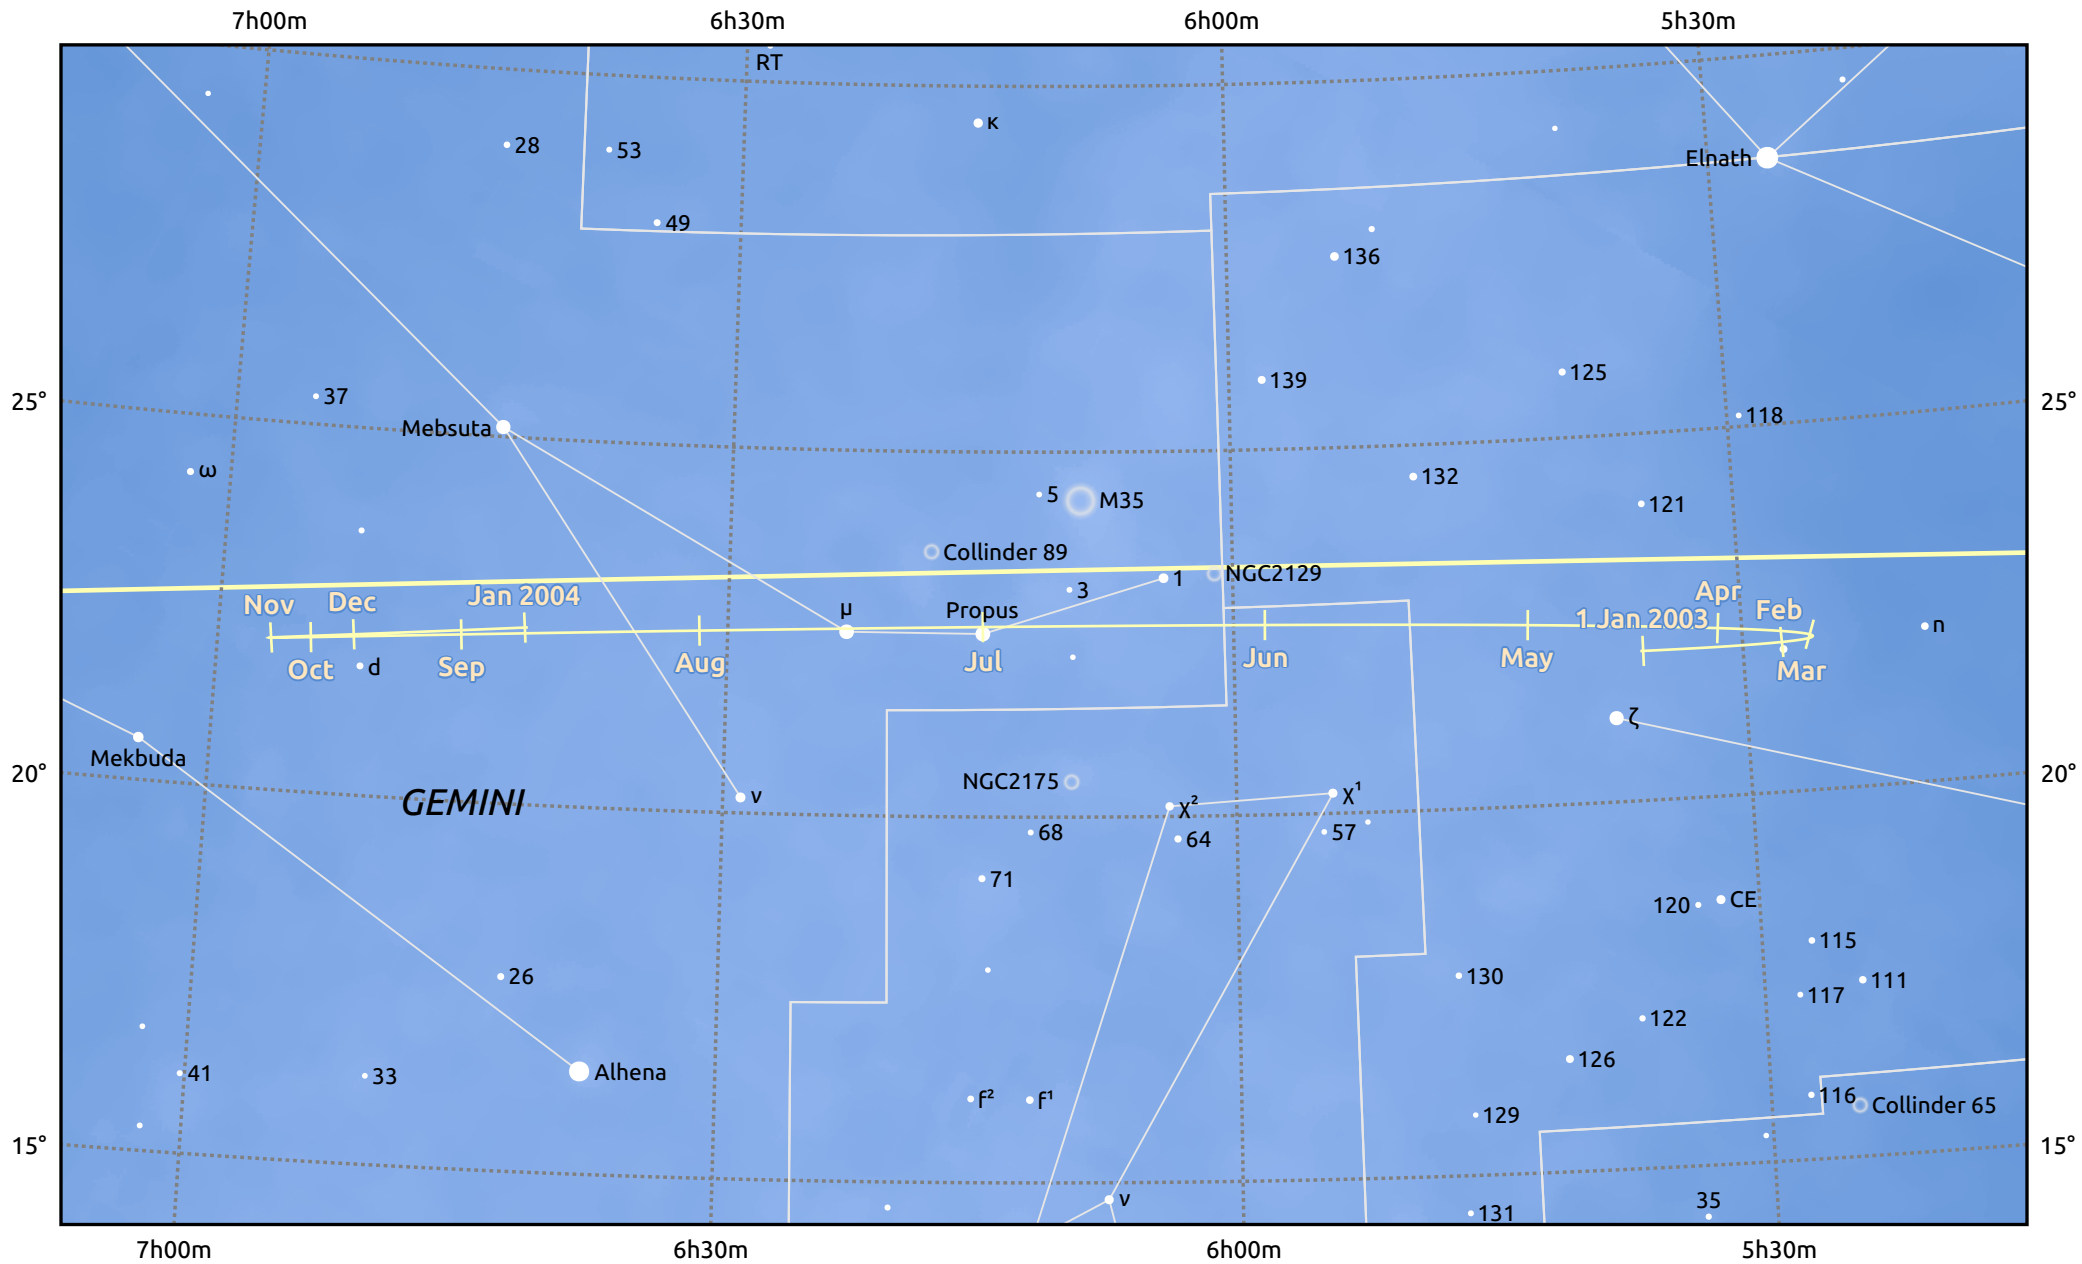 7h00m 6h30m 6h00m 5h30m
RT
κ
28
53
Elnath
49
136
139
125
37
25° 25°
118
Mebsuta
ω
132
5
M35
121
Collinder 89
NGC2129
1
3
Apr
Nov
Dec
Jan 2004
μ
Propus
1 Jan 2003
Feb
n
Oct
d
Sep
Aug
Jul
Jun
May
Mar
ζ
Mekbuda
20° 20°
NGC2175
GEMINI
ν
χ²
χ¹
68
64
57
71
120
CE
115
26
130
111
117
122
126
41
33
Alhena
f²
f¹
129
116
Collinder 65
15° 15°
ν
131
35
7h00m 6h30m 6h00m 5h30m